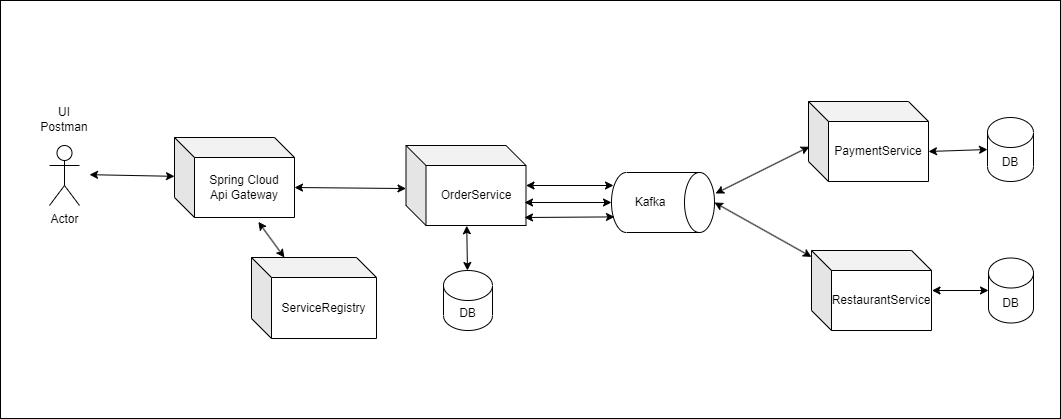 UI
Postman
Actor
Spring Cloud
Api Gateway
ServiceRegistry
OrderService
DB
Kafka
PaymentService
DB
RestaurantService
DB